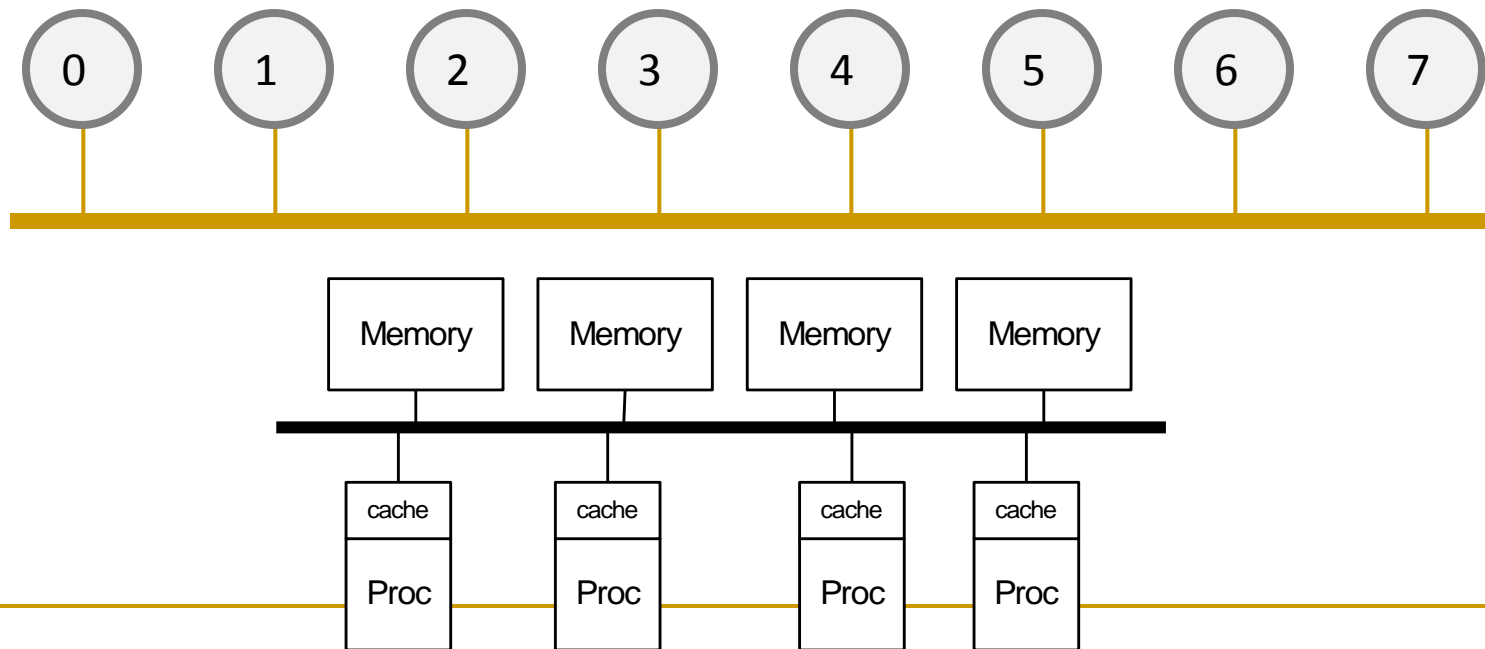 0 1 2 3 4 5 6 7
Memory Memory Memory Memory
cache cache cache cache
Proc Proc Proc Proc